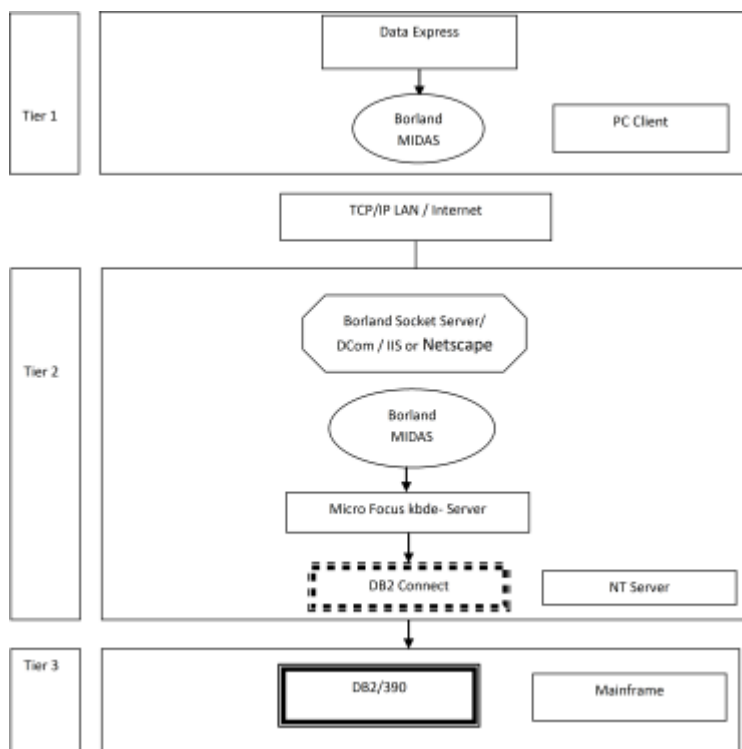 Data Express
Tier 1
Borland
MIDAS
PC Client
TCP/IP LAN / Internet
Borland Socket Server/
DCom / IIS or Netscape
Tier 2
Borland
MIDAS
Micro Focus kbde- Server
DB2 Connect
NT Server
Tier 3
DB2/390
Mainframe